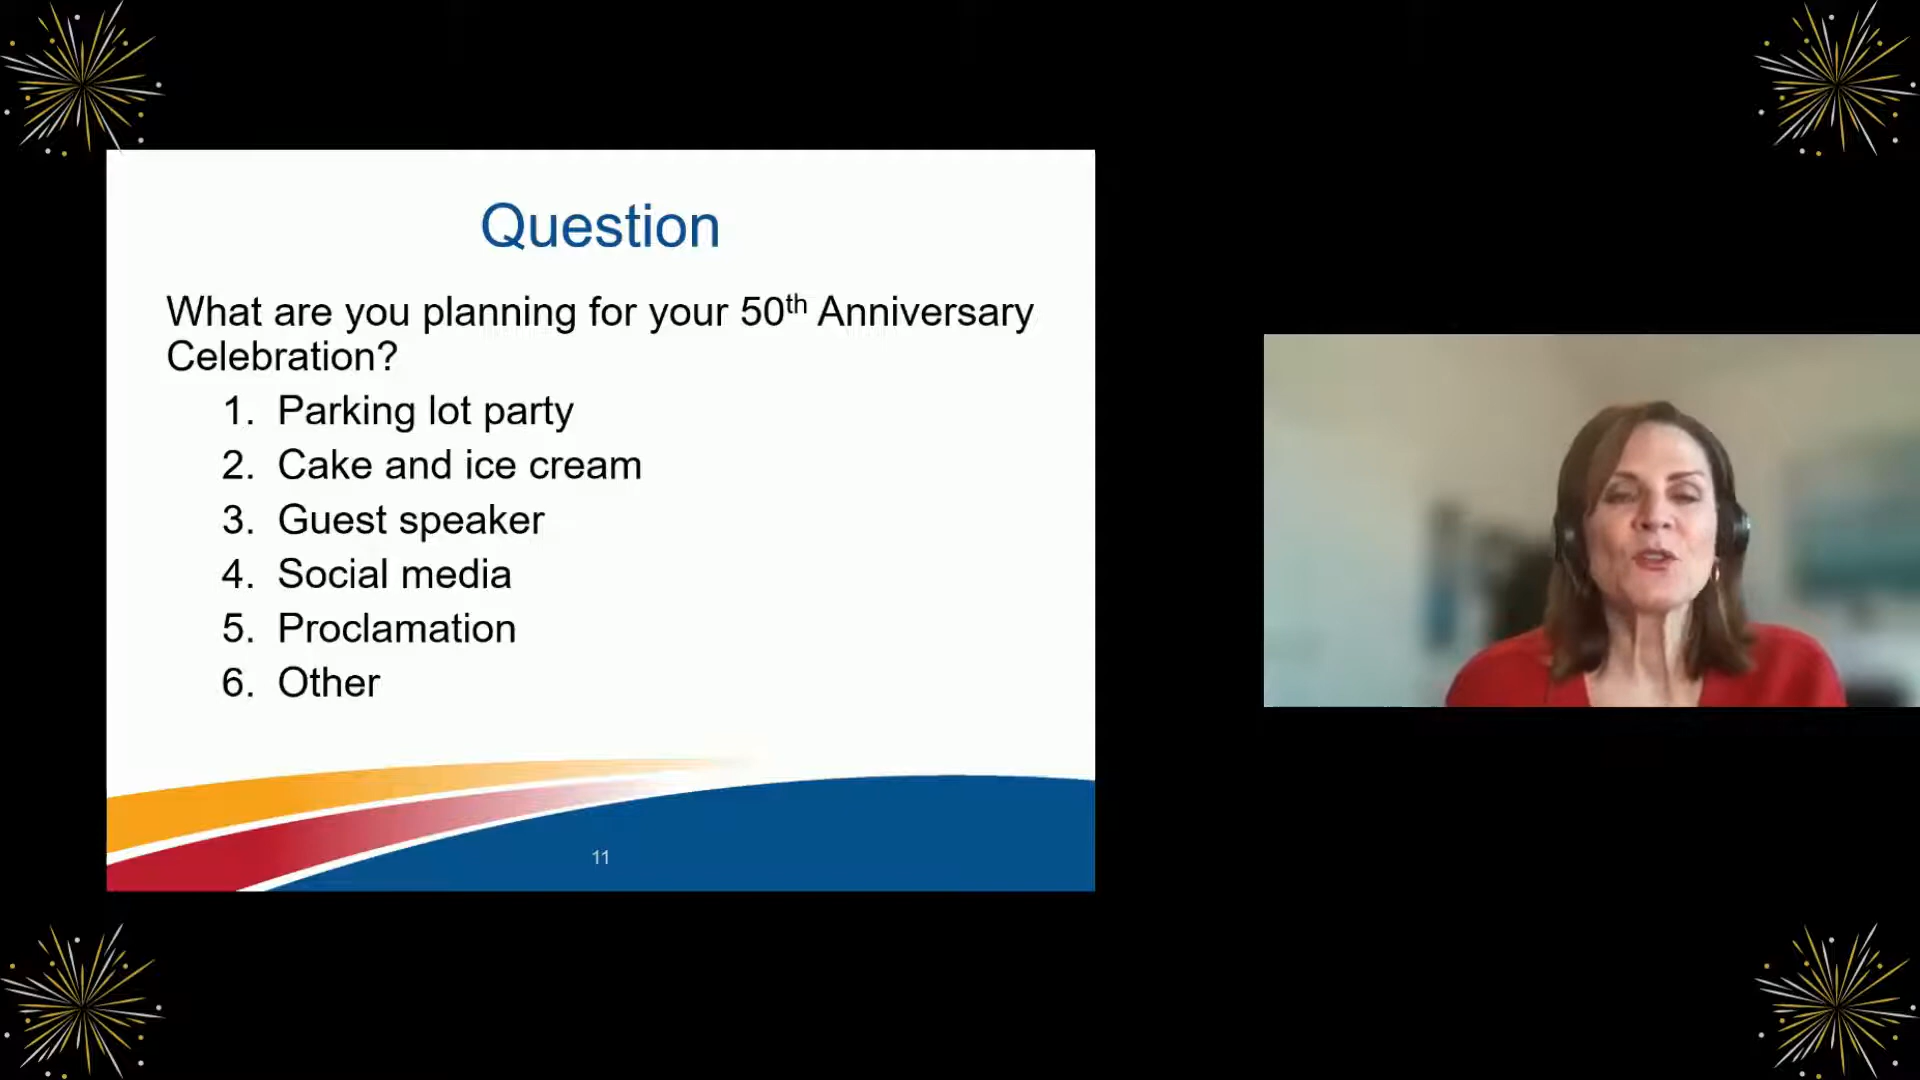 Question
What are you planning for your 50th Anniversary
Celebration?
1. Parking lot party
2. Cake and ice cream
3. Guest speaker
4. Social media
5. Proclamation
6. Other
11